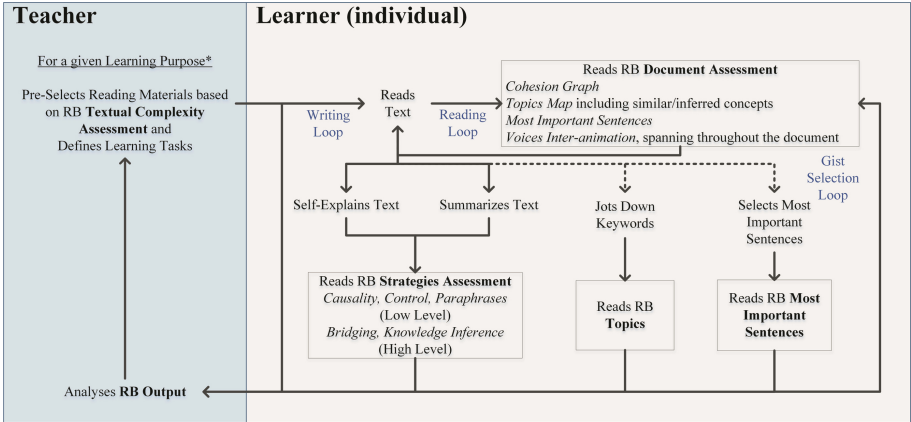 Teacher
For a given Learning Purpose*
Pre-Selects Reading Materials based
on RB Textual Complexity
Assessment and
Defines Learning Tasks
Analyses RB Output
Learner (individual)
Writing
Loop
Reads
Text
Reading
Loop
Reads RB Document Assessment
Cohesion Graph
Topics Map including similar/inferred concepts
Most Important Sentences
Voices Inter-animation, spanning throughout the document
Gist
Selection
Loop
Self-Explains Text
Summarizes Text
Jots Down
Keywords
Selects Most
Important
Sentences
Reads RB Strategies Assessment
Causality, Control, Paraphrases
(Low Level)
Bridging, Knowledge Inference
(High Level)
Reads RB
Topics
Reads RB Most
Important
Sentences